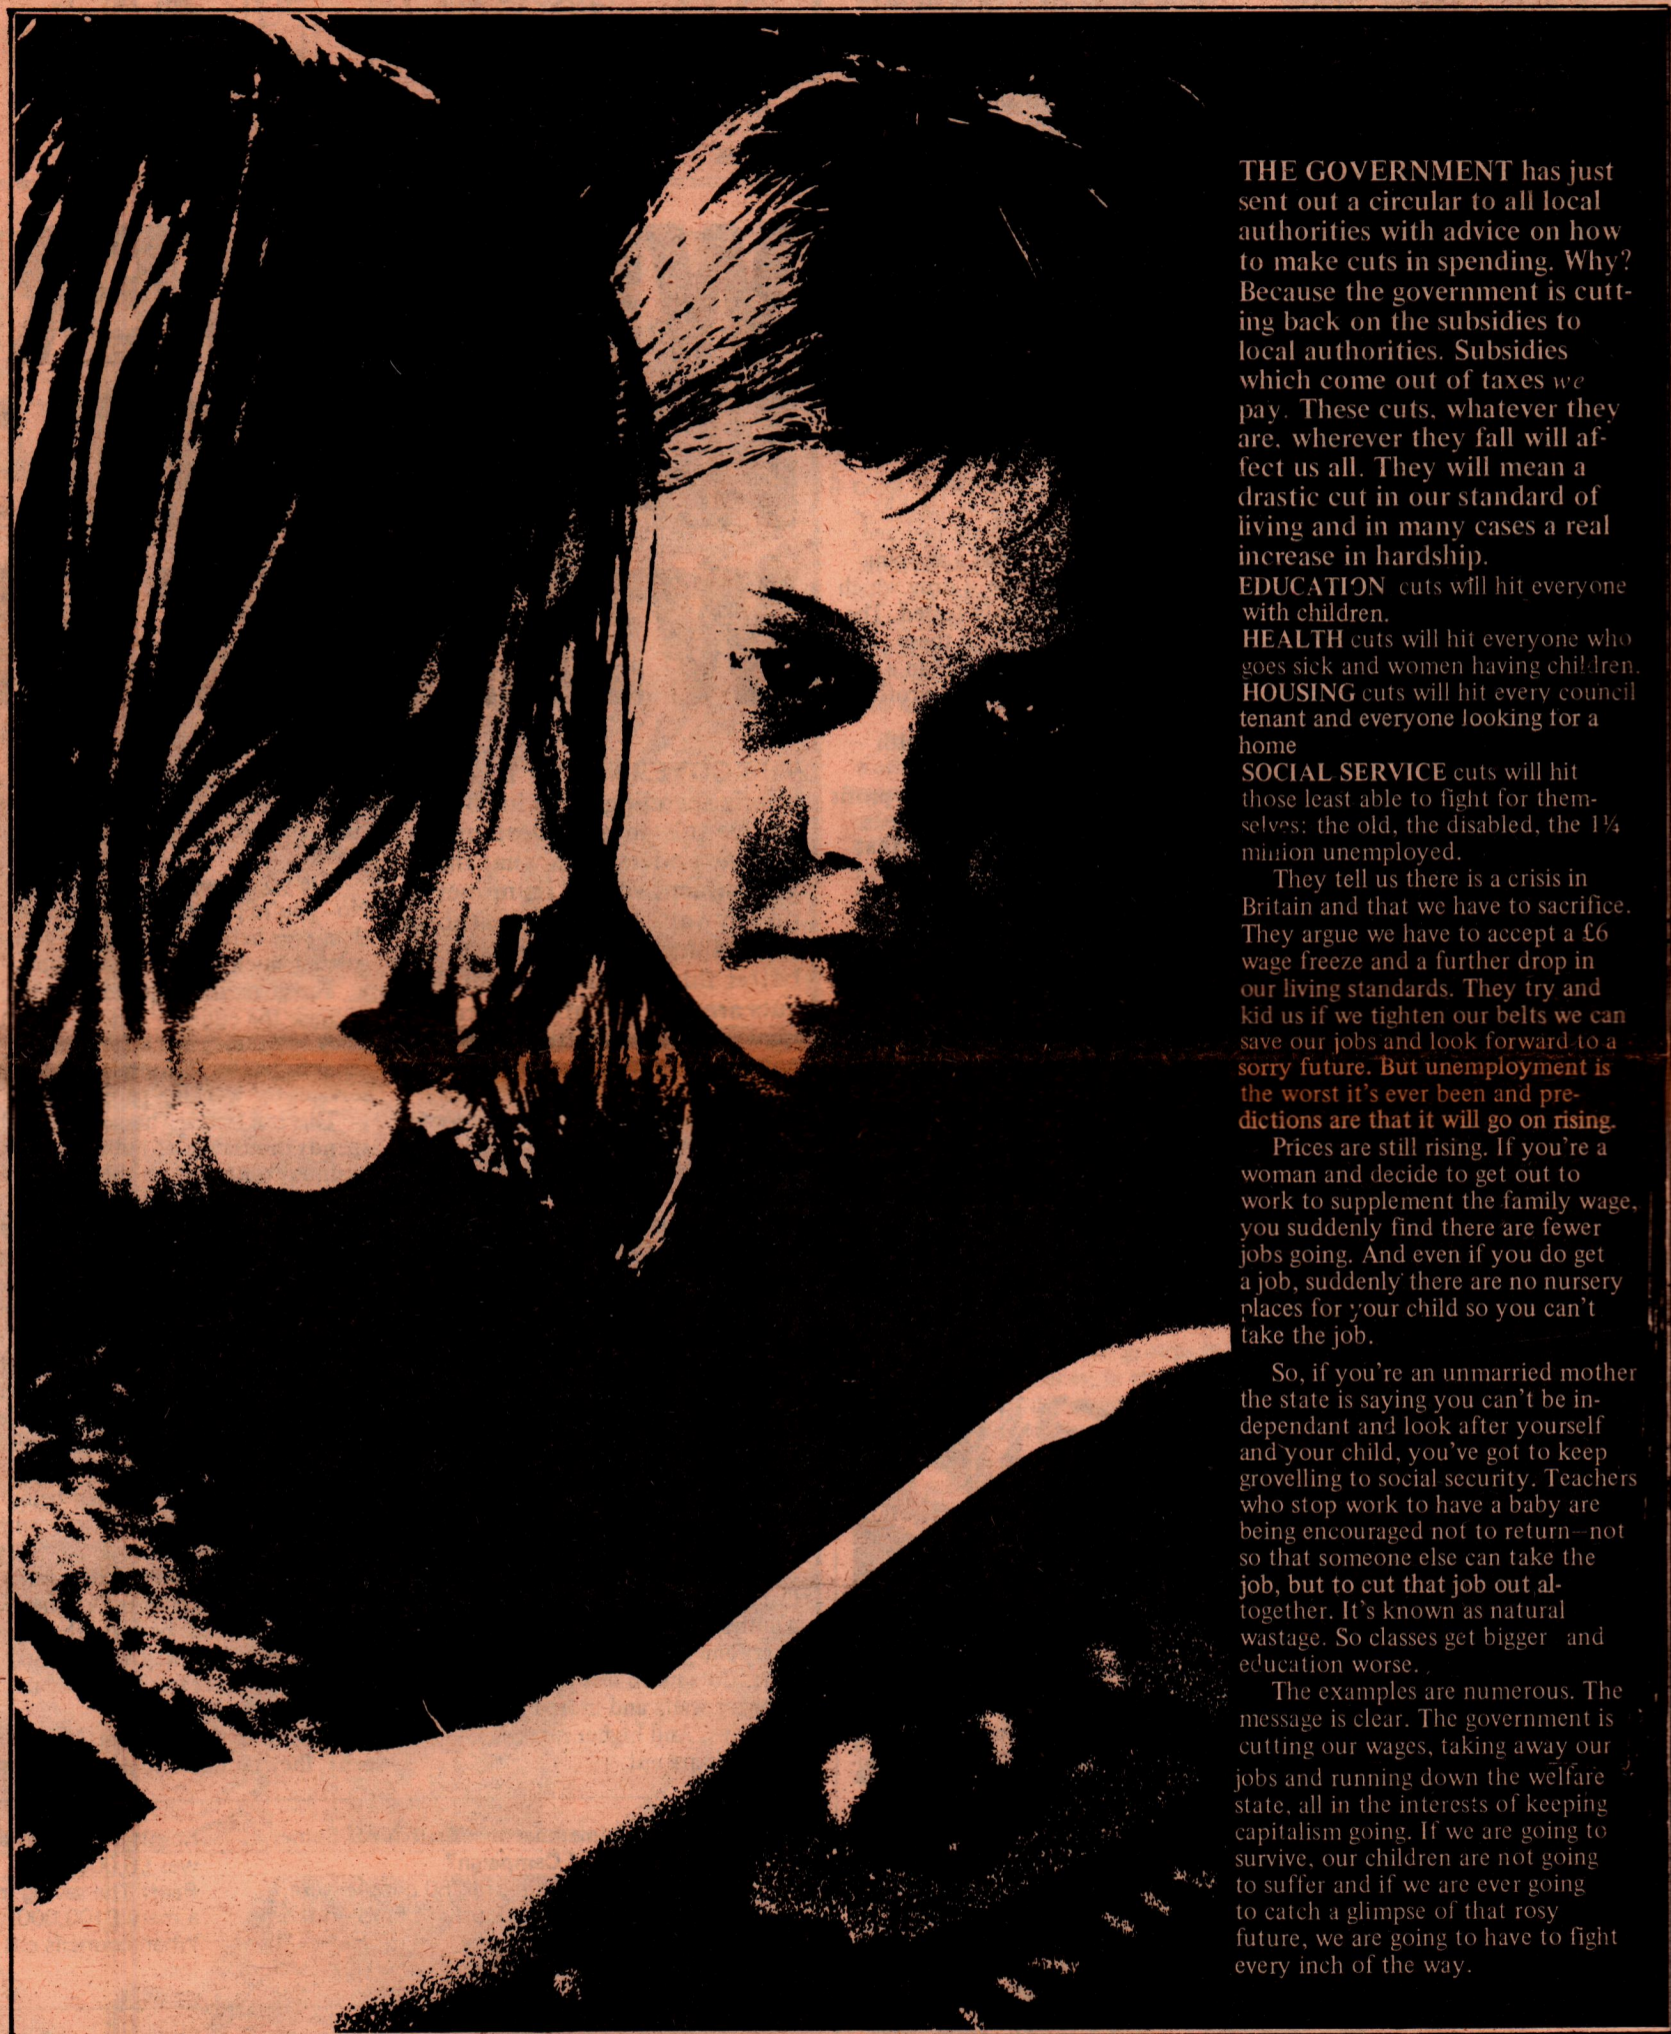 THE GOVERNMENT has just
sent out a circular to all local
authorities with advice on how
to make cuts in spending. Why?
Because the government is cutt-
ing back on the subsidies to
local authorities. Subsidies
which come out of taxes we
pay. These cuts, whatever they
are, wherever they fall will af-
fect us all. They will mean a
drastic cut in our standard of
living and in many cases a real
increase in hardship.
EDUCATION cuts will hit everyone
with children.
HEALTH cuts will hit everyone who
goes sick and women having children.
HOUSING cuts will hit every council
tenant and everyone looking for a
home
SOCIAL SERVICE cuts will hit
those least able to fight for them-
selves: the old, the disabled, the 1¼
million unemployed.
They tell us there is a crisis in
Britain and that we have to sacrifice.
They argue we have to accept a £6
wage freeze and a further drop in
our living standards. They try and
kid us if we tighten our belts we can
save our jobs and look forward to a
sorry future. But unemployment is
the worst it's ever been and pre-
dictions are that it will go on rising.
Prices are still rising. If you're a
woman and decide to get out to
work to supplement the family wage,
you suddenly find there are fewer
jobs going. And even if you do get
a job, suddenly there are no nursery
places for your child so you can't
take the job.
So, if you're an unmarried mother
the state is saying you can't be in-
dependant and look after yourself
and your child, you've got to keep
grovelling to social security. Teachers
who stop work to have a baby are
being encouraged not to return—not
so that someone else can take the
job, but to cut that job out al-
together. It's known as natural
wastage. So classes get bigger and
education worse.
The examples are numerous. The
message is clear. The government is
cutting our wages, taking away our
jobs and running down the welfare
state, all in the interests of keeping
capitalism going. If we are going to
survive, our children are not going
to suffer and if we are ever going
to catch a glimpse of that rosy
future, we are going to have to fight
every inch of the way.